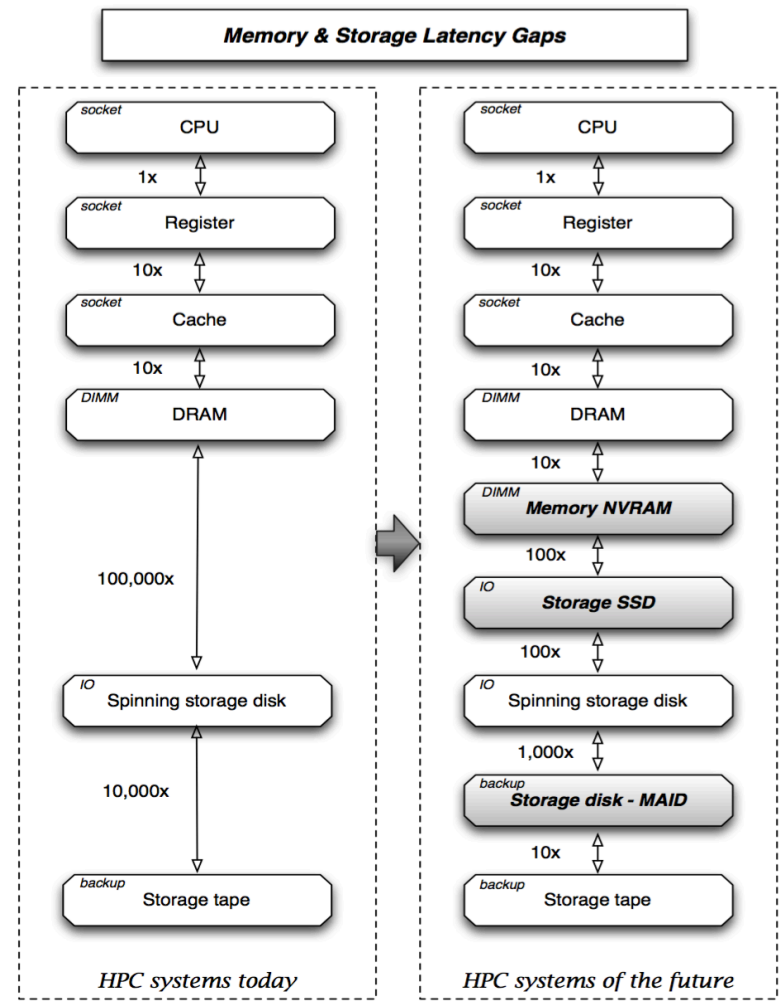 Memory & Storage Latency Gaps
socket
CPU
1x
socket
Register
10x
socket
Cache
10x
DIMM
DRAM
100,000x
IO
Spinning storage disk
10,000x
backup
Storage tape
HPC systems today
socket
CPU
1x
socket
Register
10x
socket
Cache
10x
DIMM
DRAM
10x
DIMM
Memory NVRAM
100x
IO
Storage SSD
100x
IO
Spinning storage disk
1,000x
backup
Storage disk - MAID
10x
backup
Storage tape
HPC systems of the future